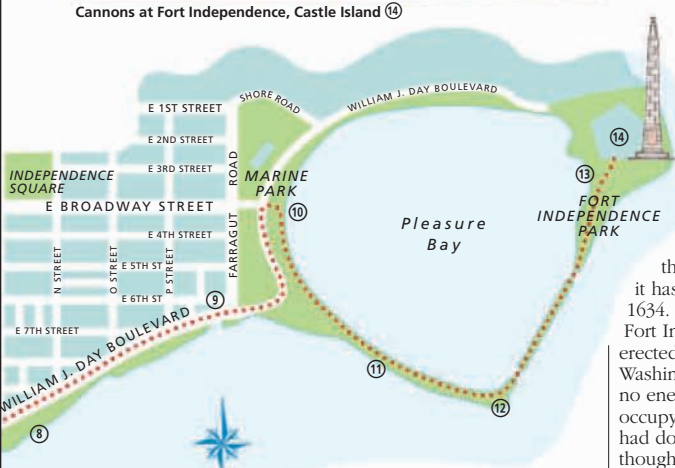 Cannons at Fort Independence, Castle Island ⑭
SHORE ROAD
WILLIAM J. DAY BOULEVARD
E 1ST STREET
E 2ND STREET
E 3RD STREET
ROAD
⑭
⑬
INDEPENDENCE
SQUARE
MARINE
PARK
FORT
INDEPENDENCE
PARK
E BROADWAY STREET
⑩
Pleasure
Bay
E 4TH STREET
FARRAGUT
N STREET
O STREET
P STREET
E 5TH ST
E 6TH ST
⑨
E 7TH STREET
WILLIAM J. DAY BOULEVARD
⑪
⑫
⑧
th
it has
1634.
Fort In
erected
Washin
no ene
occupy
had do
though